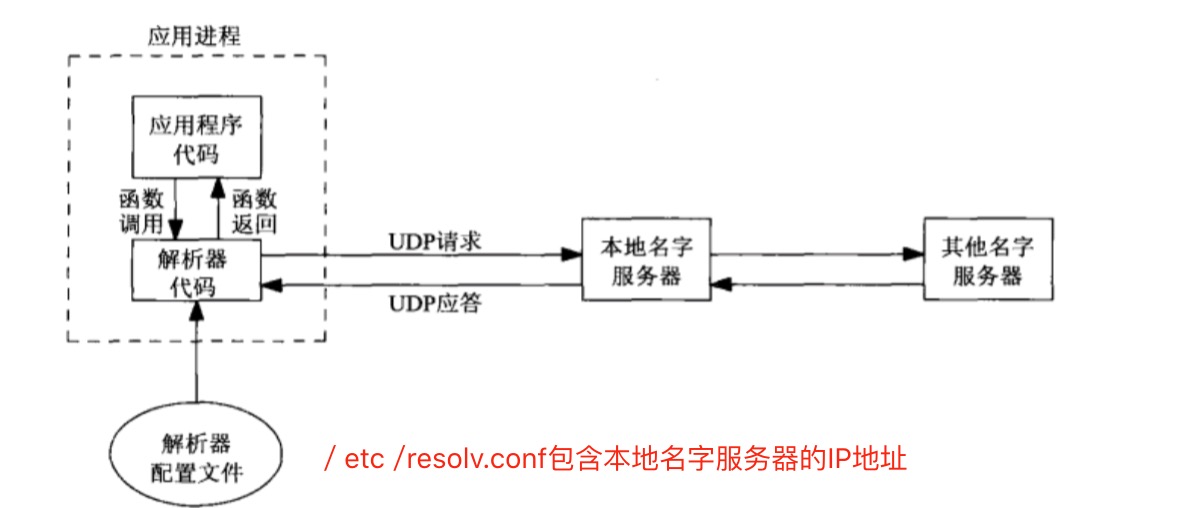 应用进程
应用程序
代码
函数
调用
函数
返回
解析器
代码
UDP请求
UDP应答
本地名字
服务器
其他名字
服务器
解析器
配置文件
/ etc /resolv.conf包含本地名字服务器的IP地址